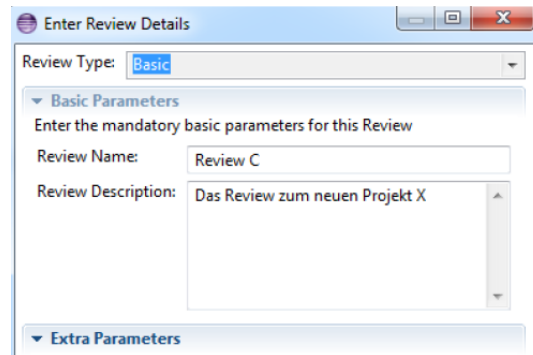 Enter Review Details
Review Type: Basic
Basic Parameters
Enter the mandatory basic parameters for this Review
Review Name: Review C
Review Description: Das Review zum neuen Projekt X
Extra Parameters